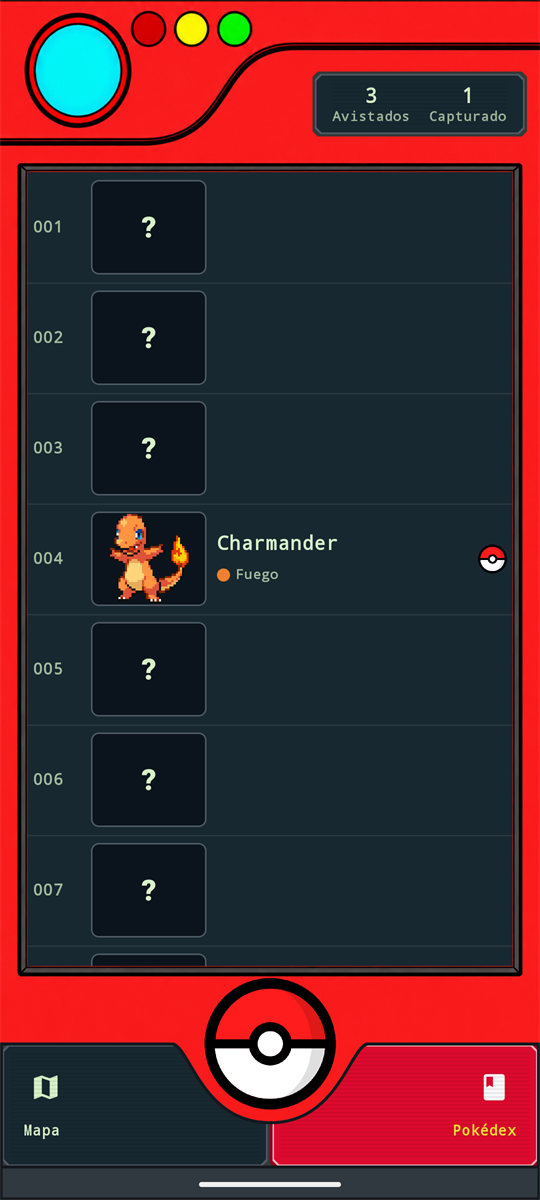 3 1
Avistados Capturado
001 ?
002 ?
003 ?
004 Charmander
Fuego
005 ?
006 ?
007 ?
Mapa Pokédex